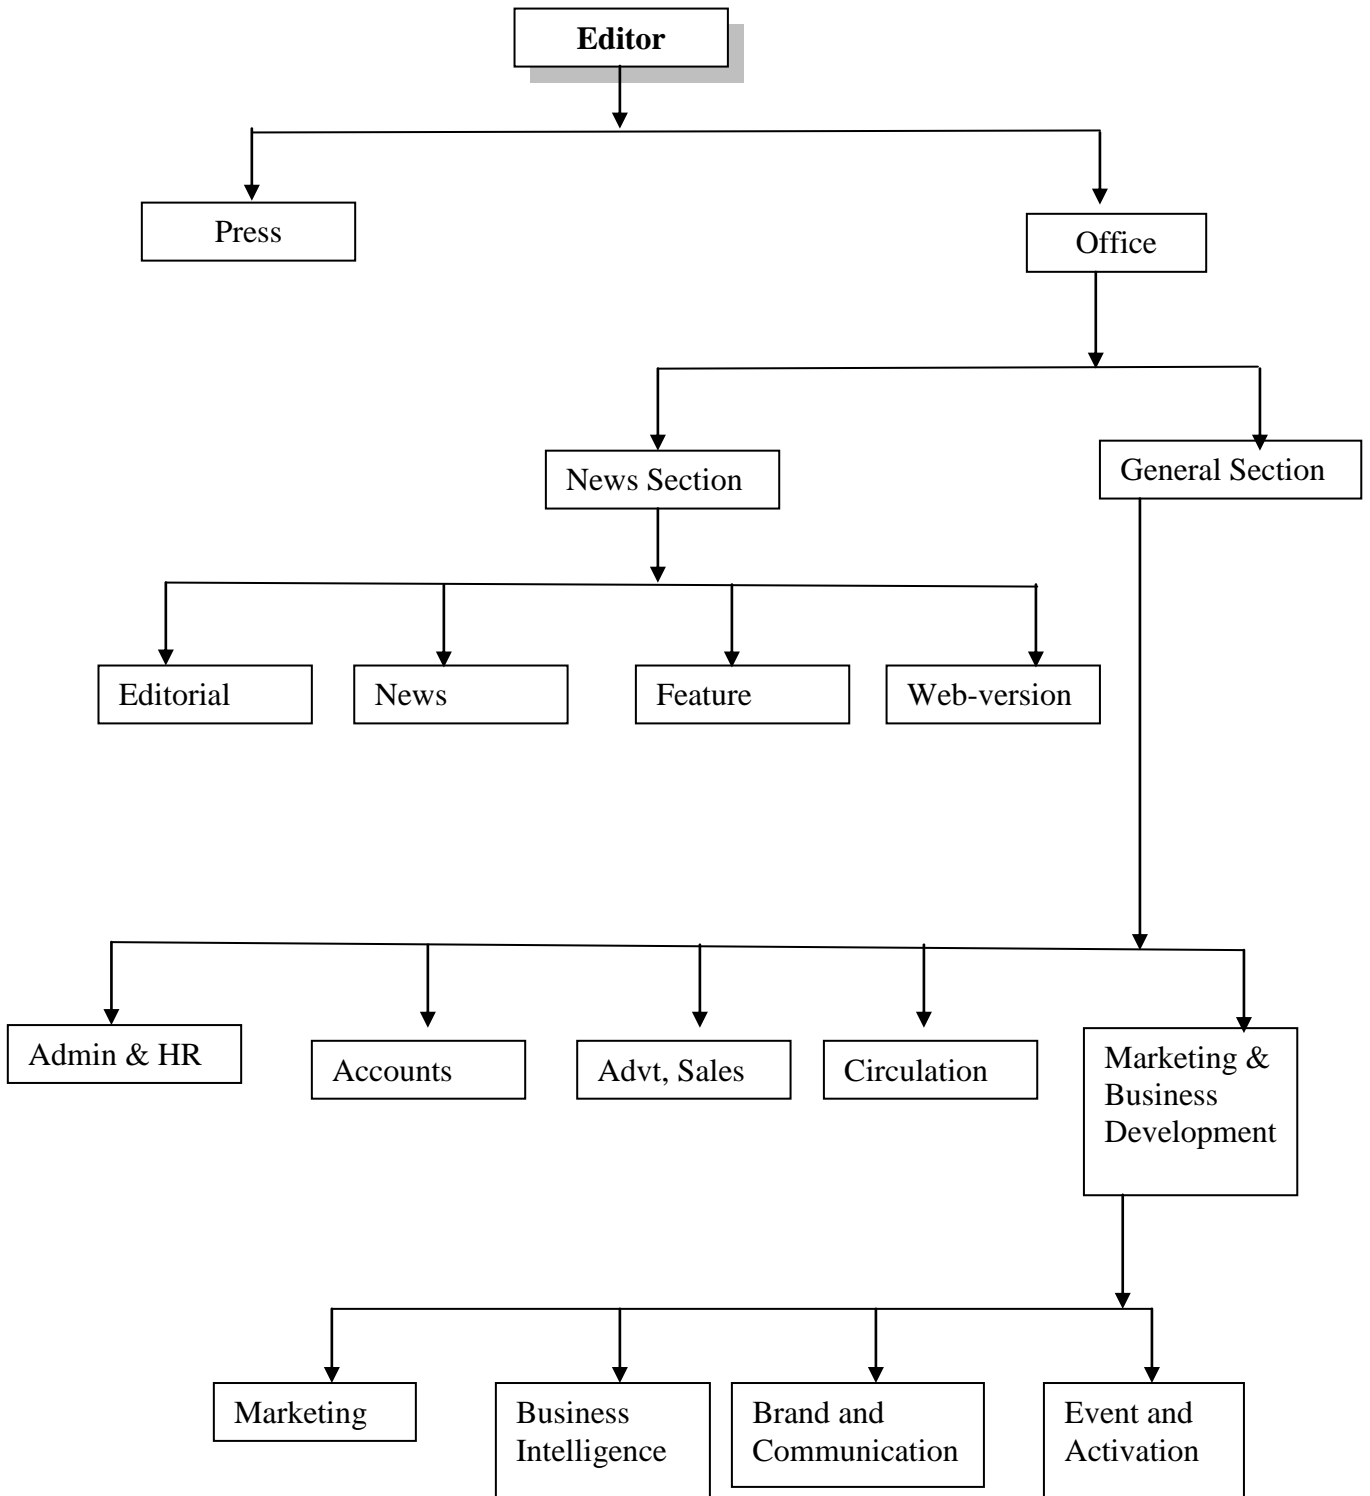 Editor
Press
Office
News Section
General Section
Editorial
News
Feature
Web-version
Admin & HR
Accounts
Advt, Sales
Circulation
Marketing &
Business
Development
Marketing
Business
Intelligence
Brand and
Communication
Event and
Activation